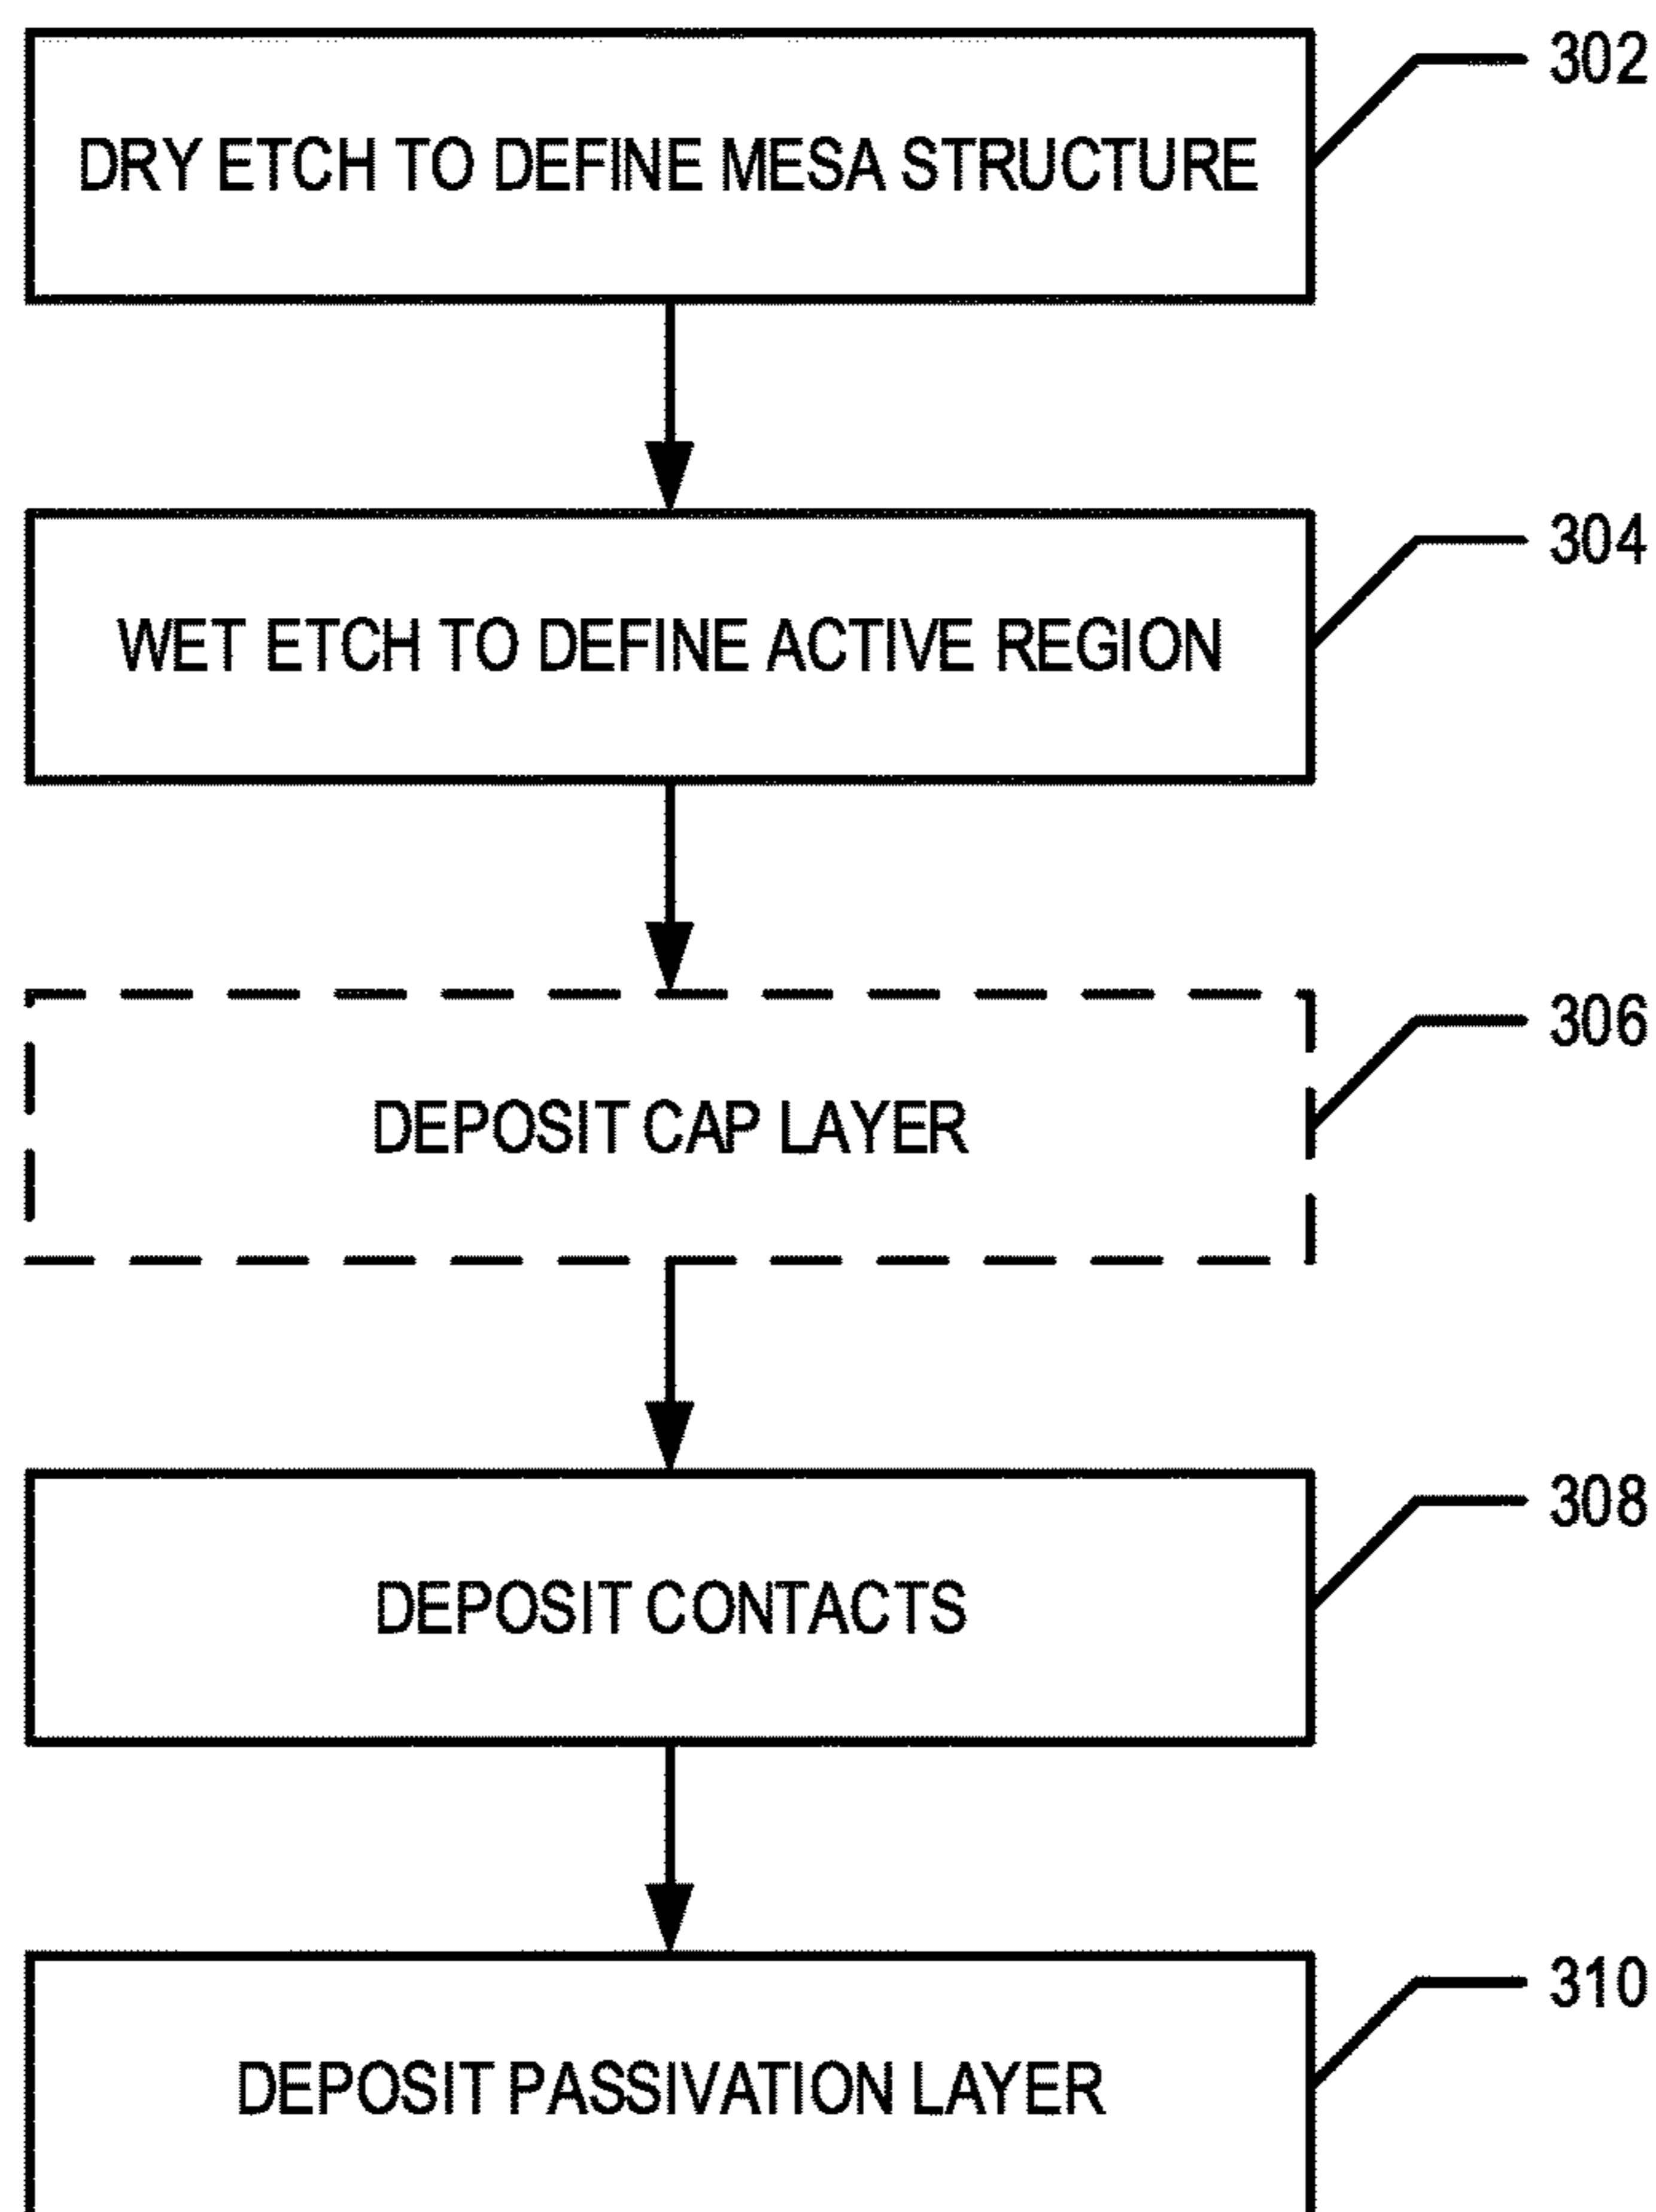 302
DRY ETCH TO DEFINE MESA STRUCTURE
304
WET ETCH TO DEFINE ACTIVE REGION
306
DEPOSIT CAP LAYER
308
DEPOSIT CONTACTS
310
DEPOSIT PASSIVATION LAYER